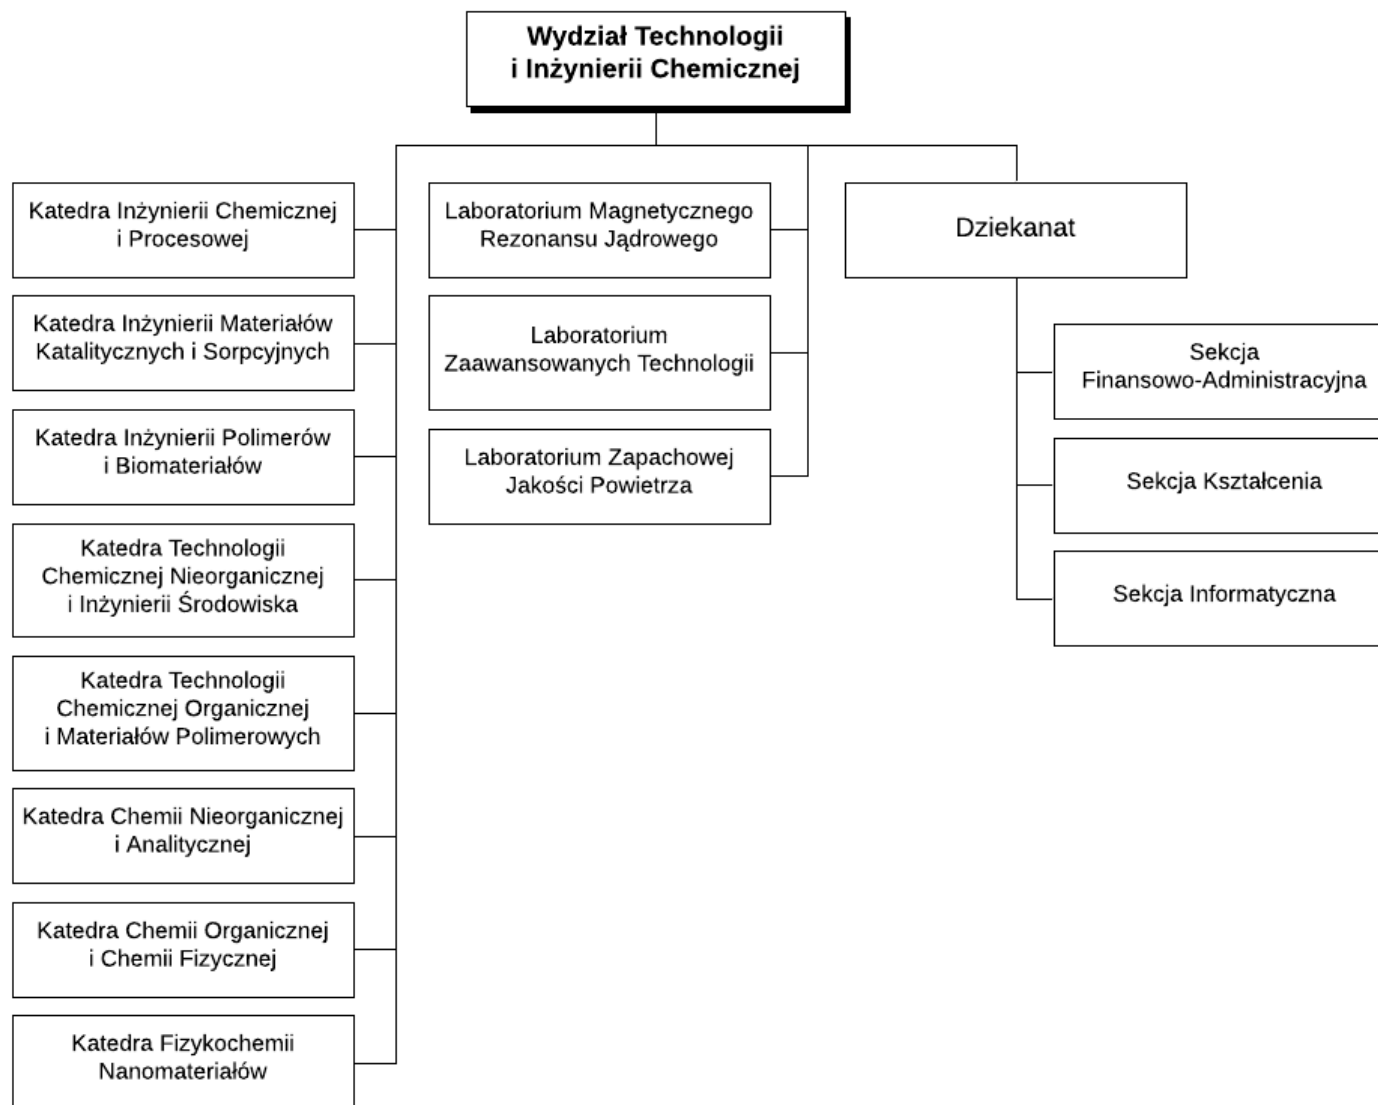 Wydział Technologii
i Inżynierii Chemicznej
Katedra Inżynierii Chemicznej
i Procesowej
Katedra Inżynierii Materiałów
Katalitycznych i Sorpcyjnych
Katedra Inżynierii Polimerów
i Biomateriałów
Katedra Technologii
Chemicznej Nieorganicznej
i Inżynierii Środowiska
Katedra Technologii
Chemicznej Organicznej
i Materiałów Polimerowych
Katedra Chemii Nieorganicznej
i Analitycznej
Katedra Chemii Organicznej
i Chemii Fizycznej
Katedra Fizykochemii
Nanomateriałów
Laboratorium Magnetycznego
Rezonansu Jądrowego
Laboratorium
Zaawansowanych Technologii
Laboratorium Zapachowej
Jakości Powietrza
Dziekanat
Sekcja
Finansowo-Administracyjna
Sekcja Kształcenia
Sekcja Informatyczna